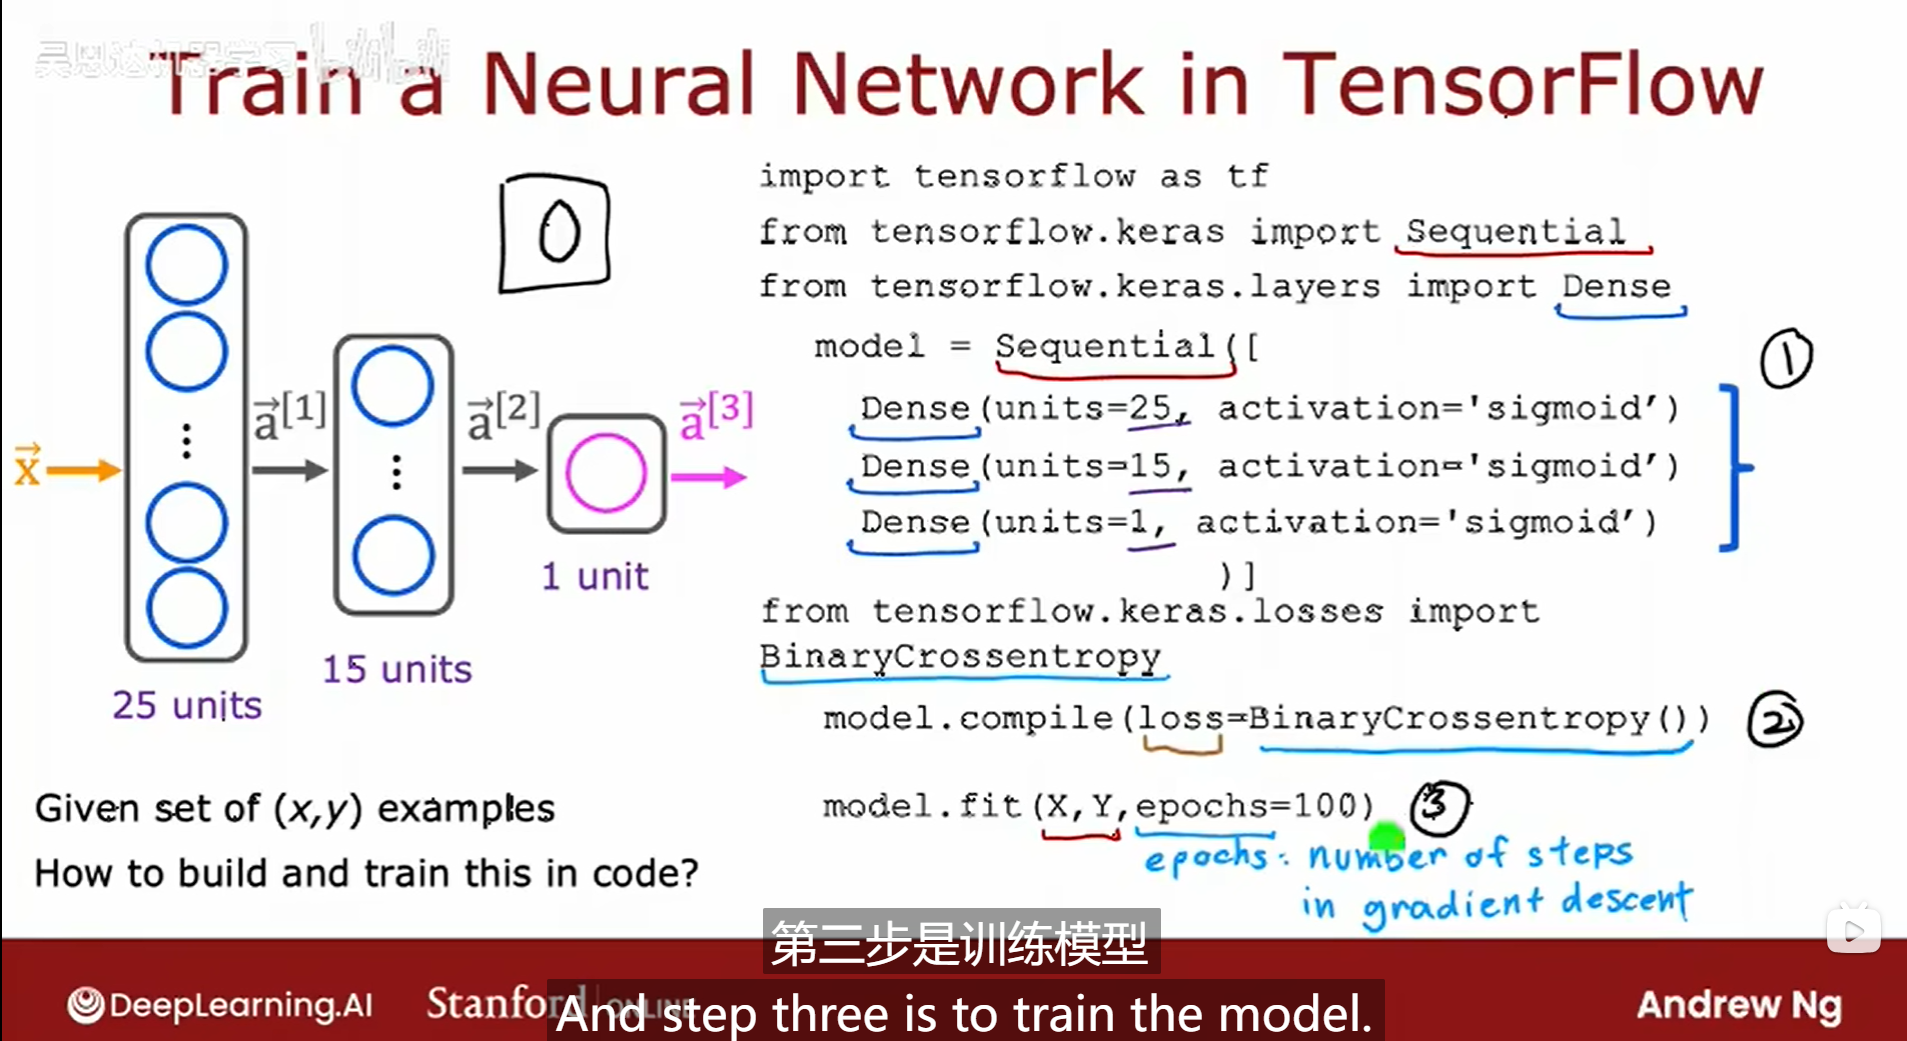 吴恩达机器学习
Train a Neural Network in TensorFlow
0
import tensorflow as tf
from tensorflow.keras import Sequential
from tensorflow.keras.layers import Dense
model = Sequential([
Dense(units=25, activation='sigmoid’)
Dense(units=15, activation='sigmoid’)
Dense(units=1, activation='sigmoid’)
)]
1
from tensorflow.keras.losses import
BinaryCrossentropy
model.compile(loss=BinaryCrossentropy())
2
model.fit(X,Y,epochs=100)
3
epochs: number of steps
in gradient descent
x⃗
a⃗[1]
a⃗[2]
a⃗[3]
25 units
15 units
1 unit
Given set of (x,y) examples
How to build and train this in code?
第三步是训练模型
And step three is to train the model.
DeepLearning.AI
Stanford ONLINE
Andrew Ng